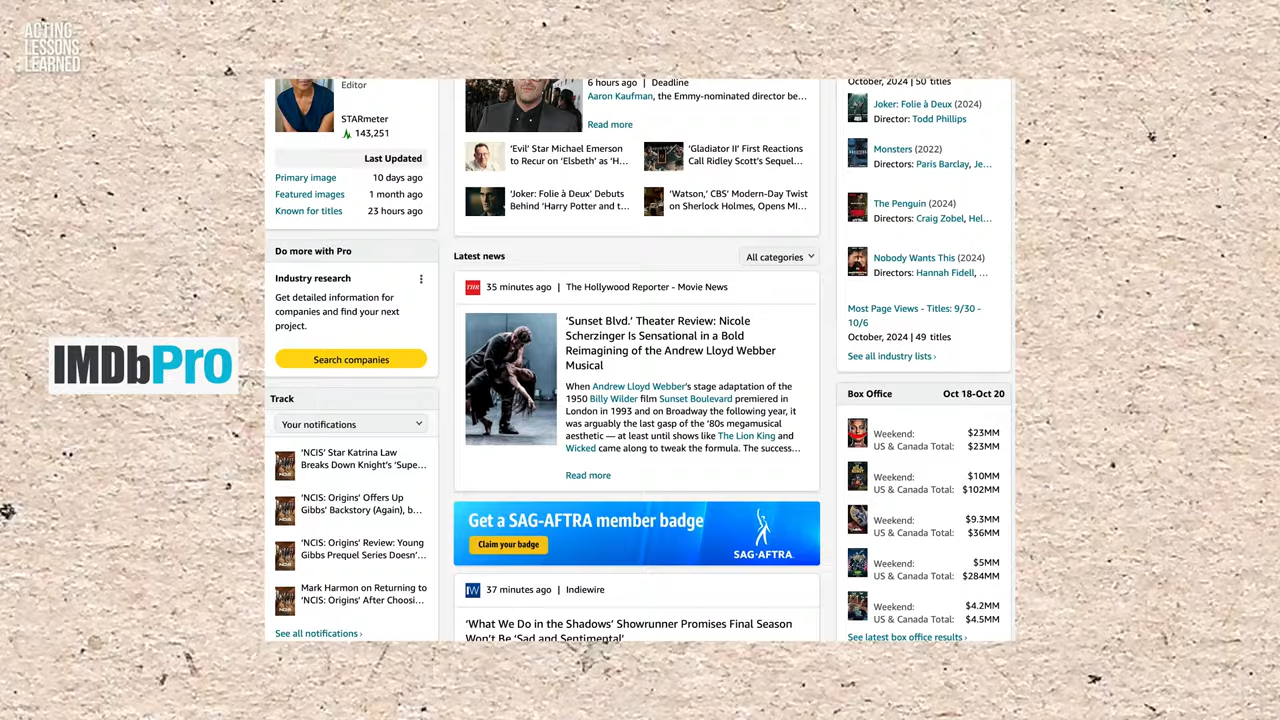 ACTING
LESSONS
LEARNED
IMDbPro
Editor
STARmeter
143,251
Last Updated
Primary image 10 days ago
Featured images 1 month ago
Known for titles 23 hours ago
Do more with Pro
Industry research
Get detailed information for
companies and find your next
project.
Search companies
Track
Your notifications
‘NCIS’ Star Katrina Law
Breaks Down Knight’s ‘Supe...
‘NCIS: Origins’ Offers Up
Gibbs’ Backstory (Again), b...
‘NCIS: Origins’ Review: Young
Gibbs Prequel Series Doesn’...
Mark Harmon on Returning to
‘NCIS: Origins’ After Choosi...
See all notifications ›
6 hours ago | Deadline
Aaron Kaufman, the Emmy-nominated director be...
Read more
‘Evil’ Star Michael Emerson
to Recur on ‘Elsbeth’ as ‘H...
‘Gladiator II’ First Reactions
Call Ridley Scott’s Sequel...
‘Joker: Folie à Deux’ Debuts
Behind ‘Harry Potter and t...
‘Watson,’ CBS’ Modern-Day Twist
on Sherlock Holmes, Opens MI...
Latest news
All categories
THR 35 minutes ago | The Hollywood Reporter - Movie News
‘Sunset Blvd.’ Theater Review: Nicole
Scherzinger Is Sensational in a Bold
Reimagining of the Andrew Lloyd Webber
Musical
When Andrew Lloyd Webber’s stage adaptation of the
1950 Billy Wilder film Sunset Boulevard premiered in
London in 1993 and on Broadway the following year, it
was arguably the last gasp of the ‘80s megamusical
aesthetic — at least until shows like The Lion King and
Wicked came along to tweak the formula. The success...
Read more
Get a SAG-AFTRA member badge
Claim your badge
SAG·AFTRA
IW 37 minutes ago | Indiewire
‘What We Do in the Shadows’ Showrunner Promises Final Season
Won’t Be ‘Sad and Sentimental’
October, 2024 | 50 titles
Joker: Folie à Deux (2024)
Director: Todd Phillips
Monsters (2022)
Directors: Paris Barclay, Je...
The Penguin (2024)
Directors: Craig Zobel, Hel...
Nobody Wants This (2024)
Directors: Hannah Fidell, ...
Most Page Views - Titles: 9/30 -
10/6
October, 2024 | 49 titles
See all industry lists ›
Box Office Oct 18-Oct 20
Weekend: $23MM
US & Canada Total: $23MM
Weekend: $10MM
US & Canada Total: $102MM
Weekend: $9.3MM
US & Canada Total: $36MM
Weekend: $5MM
US & Canada Total: $284MM
Weekend: $4.2MM
US & Canada Total: $4.5MM
See latest box office results ›